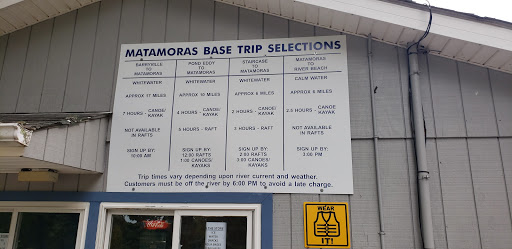 MATAMORAS BASE TRIP SELECTIONS
BARRYVILLE
TO
MATAMORAS
WHITEWATER
APPROX 17 MILES
7 HOURS - CANOE/
KAYAK
NOT AVAILABLE
IN RAFTS
SIGN UP BY:
10:00 AM
POND EDDY
TO
MATAMORAS
WHITEWATER
APPROX 10 MILES
4 HOURS - CANOE/
KAYAK
5 HOURS - RAFT
SIGN UP BY:
12:00 RAFTS
1:00 CANOES/
KAYAKS
STAIRCASE
TO
MATAMORAS
WHITEWATER
APPROX 6 MILES
2 HOURS - CANOE/
KAYAK
3 HOURS - RAFT
SIGN UP BY:
2:00 RAFTS
3:00 CANOES/
KAYAKS
MATAMORAS
TO
RIVER BEACH
CALM WATER
APPROX 6 MILES
2.5 HOURS - CANOE/
KAYAK
NOT AVAILABLE
IN RAFTS
SIGN UP BY:
3:00 PM
Trip times vary depending upon river current and weather.
Customers must be off the river by 6:00 PM to avoid a late charge.
Coca-Cola
WEAR
IT!